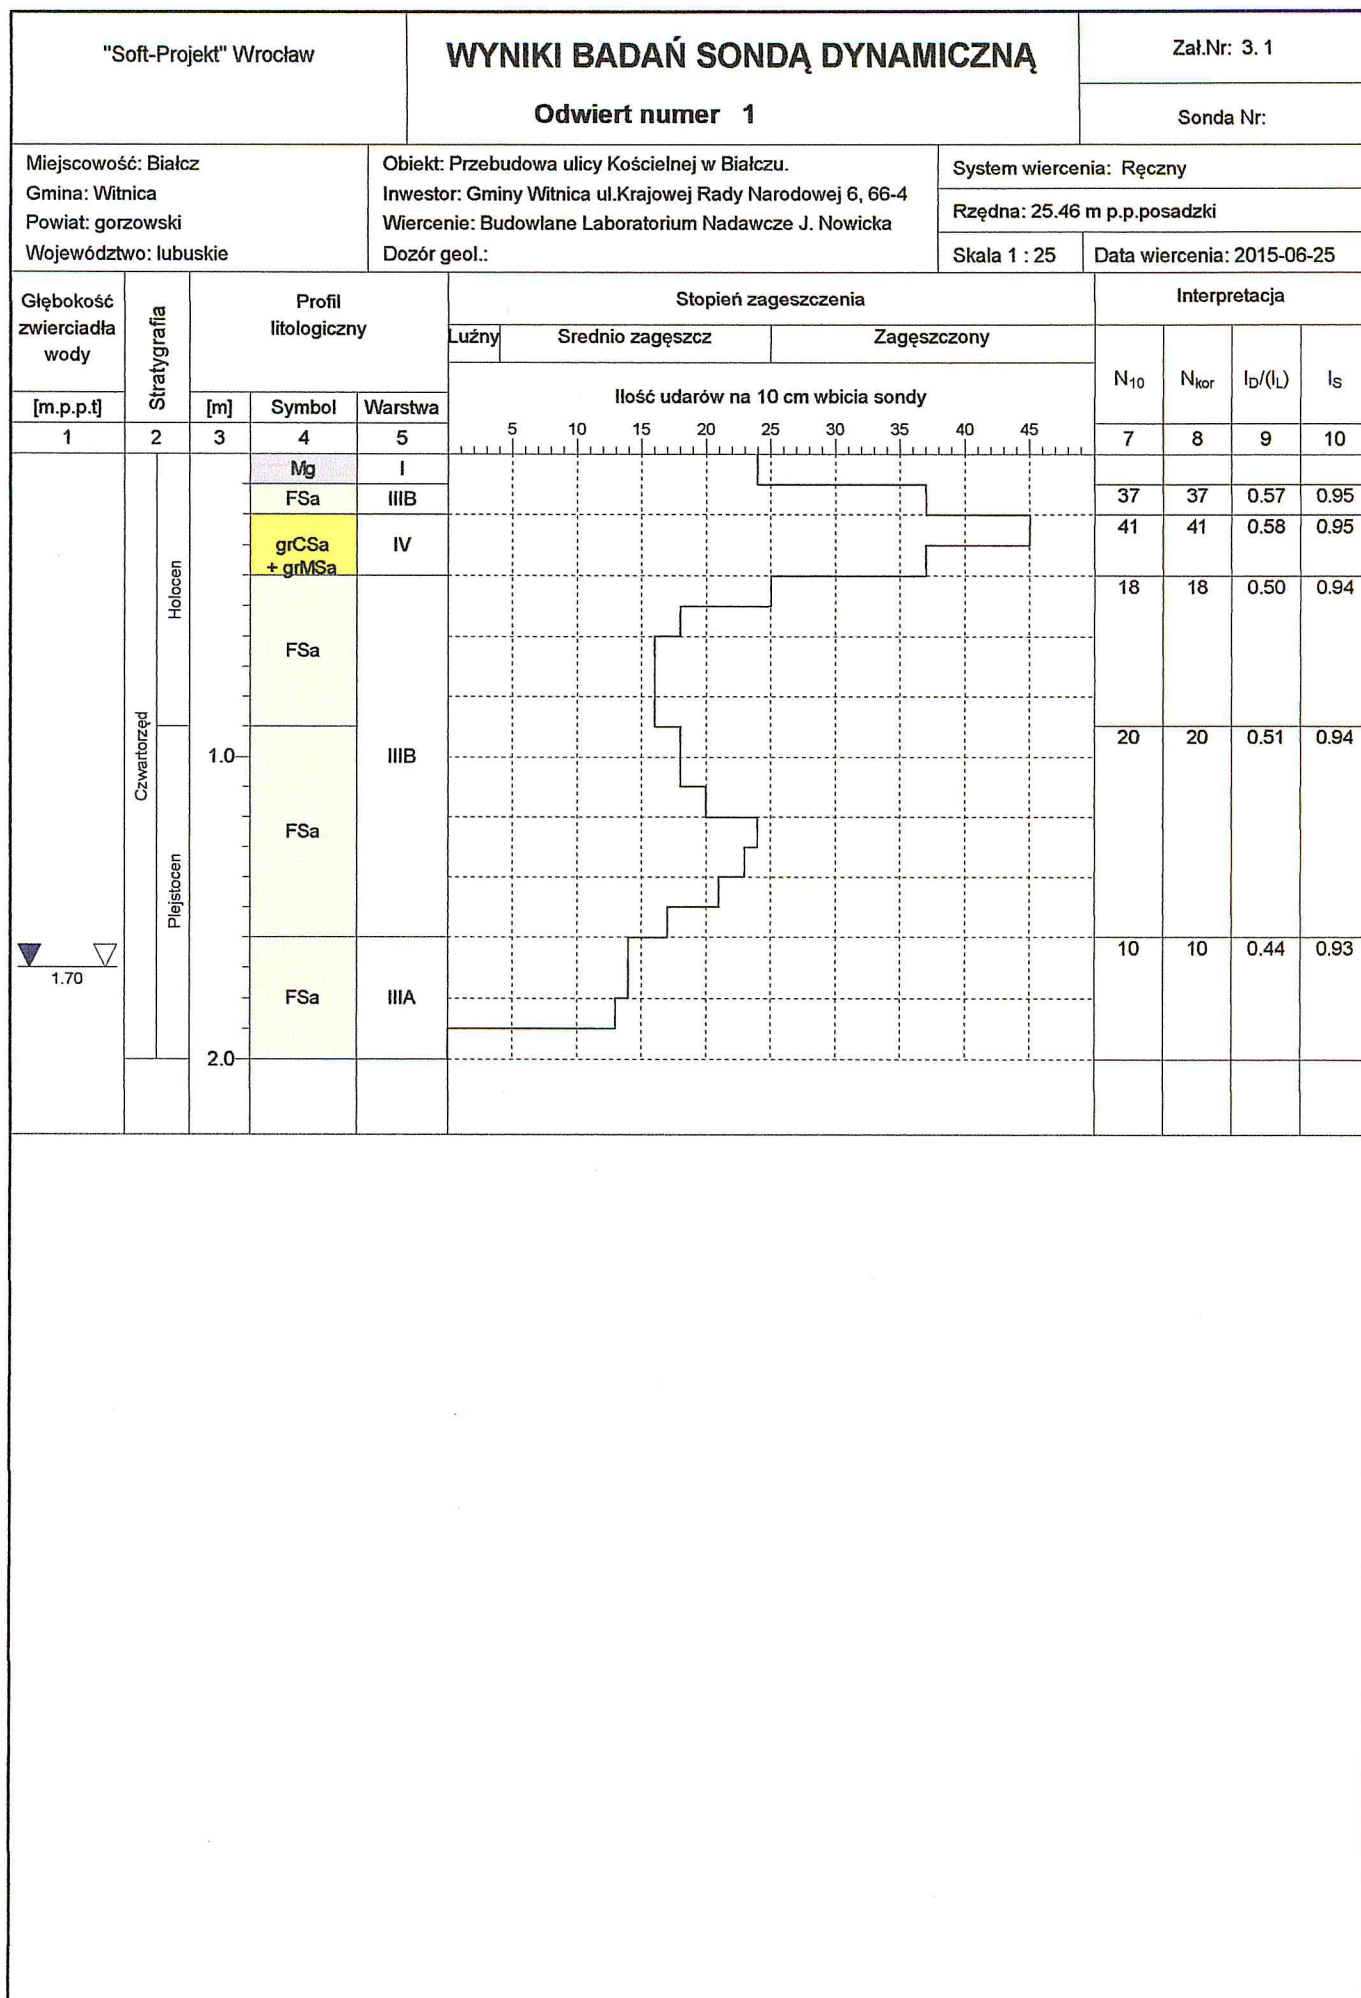 "Soft-Projekt" Wrocław
WYNIKI BADAŃ SONDĄ DYNAMICZNĄ
Odwiert numer 1
Zał.Nr: 3. 1
Sonda Nr:
Miejscowość: Białcz
Gmina: Witnica
Powiat: gorzowski
Województwo: lubuskie
Obiekt: Przebudowa ulicy Kościelnej w Białczu.
Inwestor: Gminy Witnica ul.Krajowej Rady Narodowej 6, 66-4
Wiercenie: Budowlane Laboratorium Nadawcze J. Nowicka
Dozór geol.:
System wiercenia: Ręczny
Rzędna: 25.46 m p.p.posadzki
Skala 1 : 25
Data wiercenia: 2015-06-25
Głębokość
zwierciadła
wody
[m.p.p.t]
Stratygrafia
Profil
litologiczny
[m] Symbol Warstwa
Stopień zageszczenia
Luźny Srednio zagęszcz Zagęszczony
Ilość udarów na 10 cm wbicia sondy
Interpretacja
N10 Nkor ID/(IL) IS
1 2 3 4 5
5 10 15 20 25 30 35 40 45
7 8 9 10
Mg I
FSa IIIB
37 37 0.57 0.95
grCSa
+ grMSa
IV
41 41 0.58 0.95
Holocen
FSa
18 18 0.50 0.94
Czwartorzęd
1.0
IIIB
20 20 0.51 0.94
FSa
Plejstocen
1.70
FSa IIIA
10 10 0.44 0.93
2.0